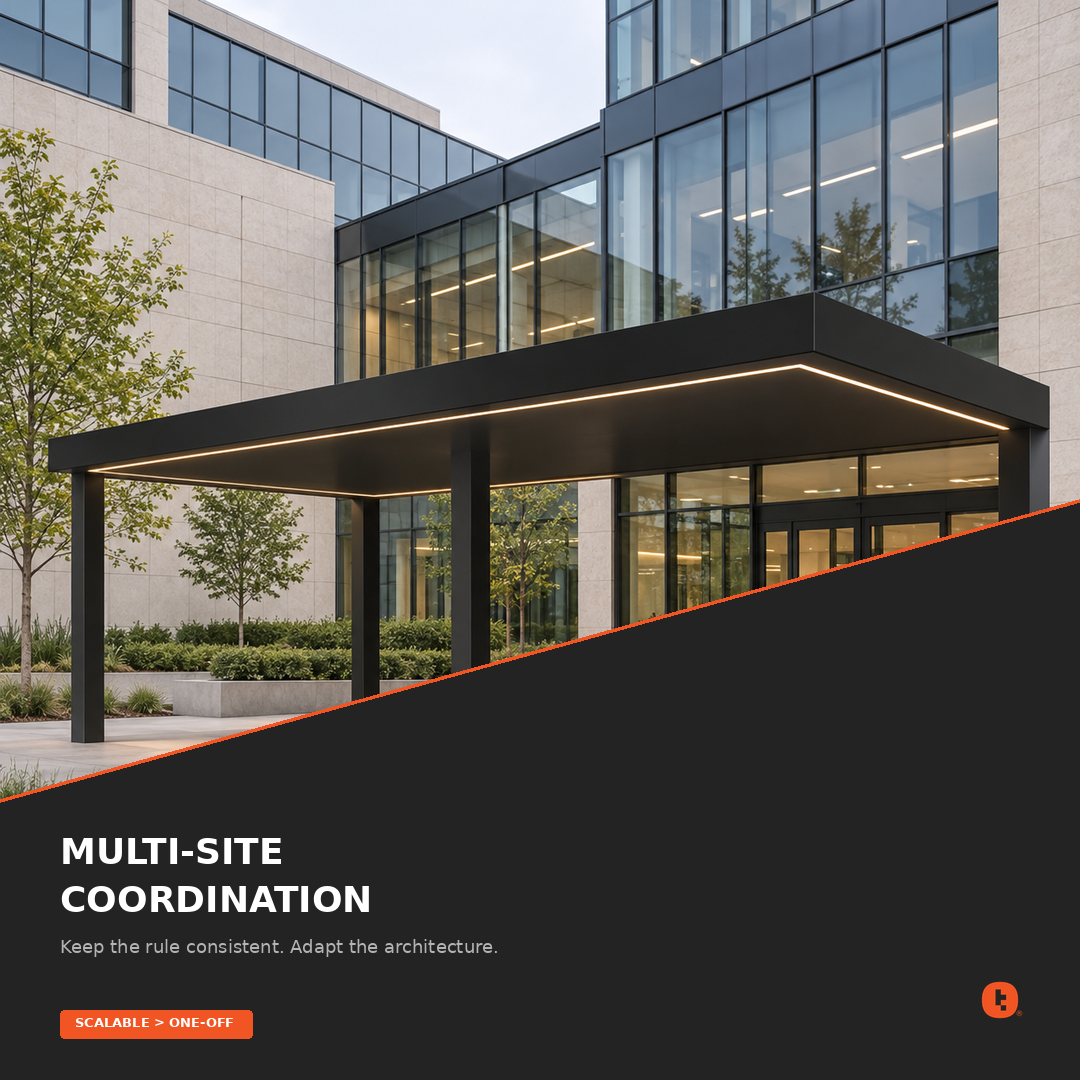 MULTI-SITE
COORDINATION
Keep the rule consistent. Adapt the architecture.
SCALABLE > ONE-OFF